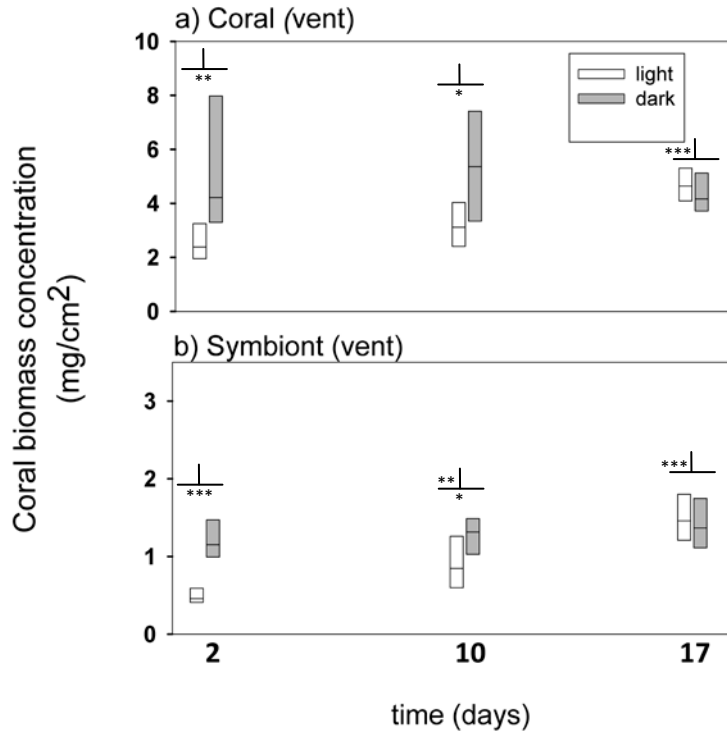 a) Coral (vent)
10
8
6
4
2
0
**
*
***
light
dark
Coral biomass concentration
(mg/cm2)
b) Symbiont (vent)
3
2
1
0
***
**
*
***
2 10 17
time (days)